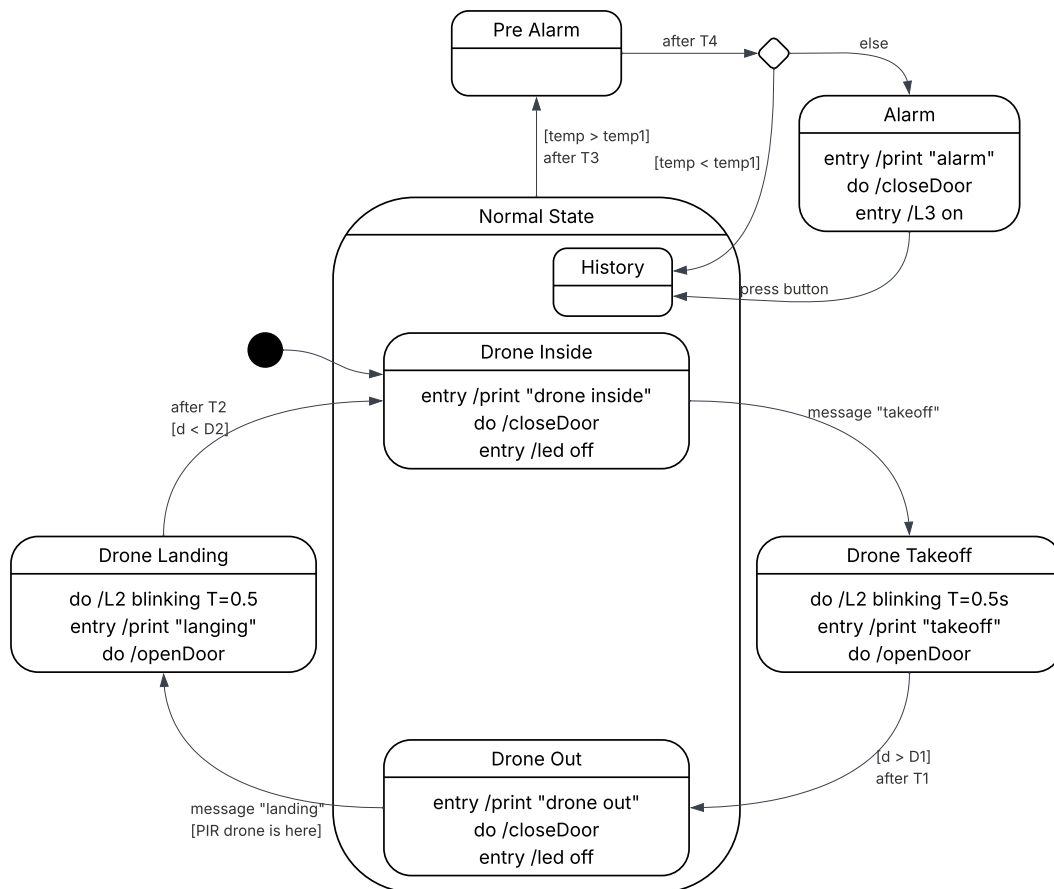 Pre Alarm
after T4
else
Alarm
entry /print "alarm"
do /closeDoor
entry /L3 on
[temp > temp1]
after T3
[temp < temp1]
Normal State
History
press button
Drone Inside
entry /print "drone inside"
do /closeDoor
entry /led off
after T2
[d < D2]
message "takeoff"
Drone Landing
do /L2 blinking T=0.5
entry /print "langing"
do /openDoor
Drone Takeoff
do /L2 blinking T=0.5s
entry /print "takeoff"
do /openDoor
Drone Out
entry /print "drone out"
do /closeDoor
entry /led off
[d > D1]
after T1
message "landing"
[PIR drone is here]